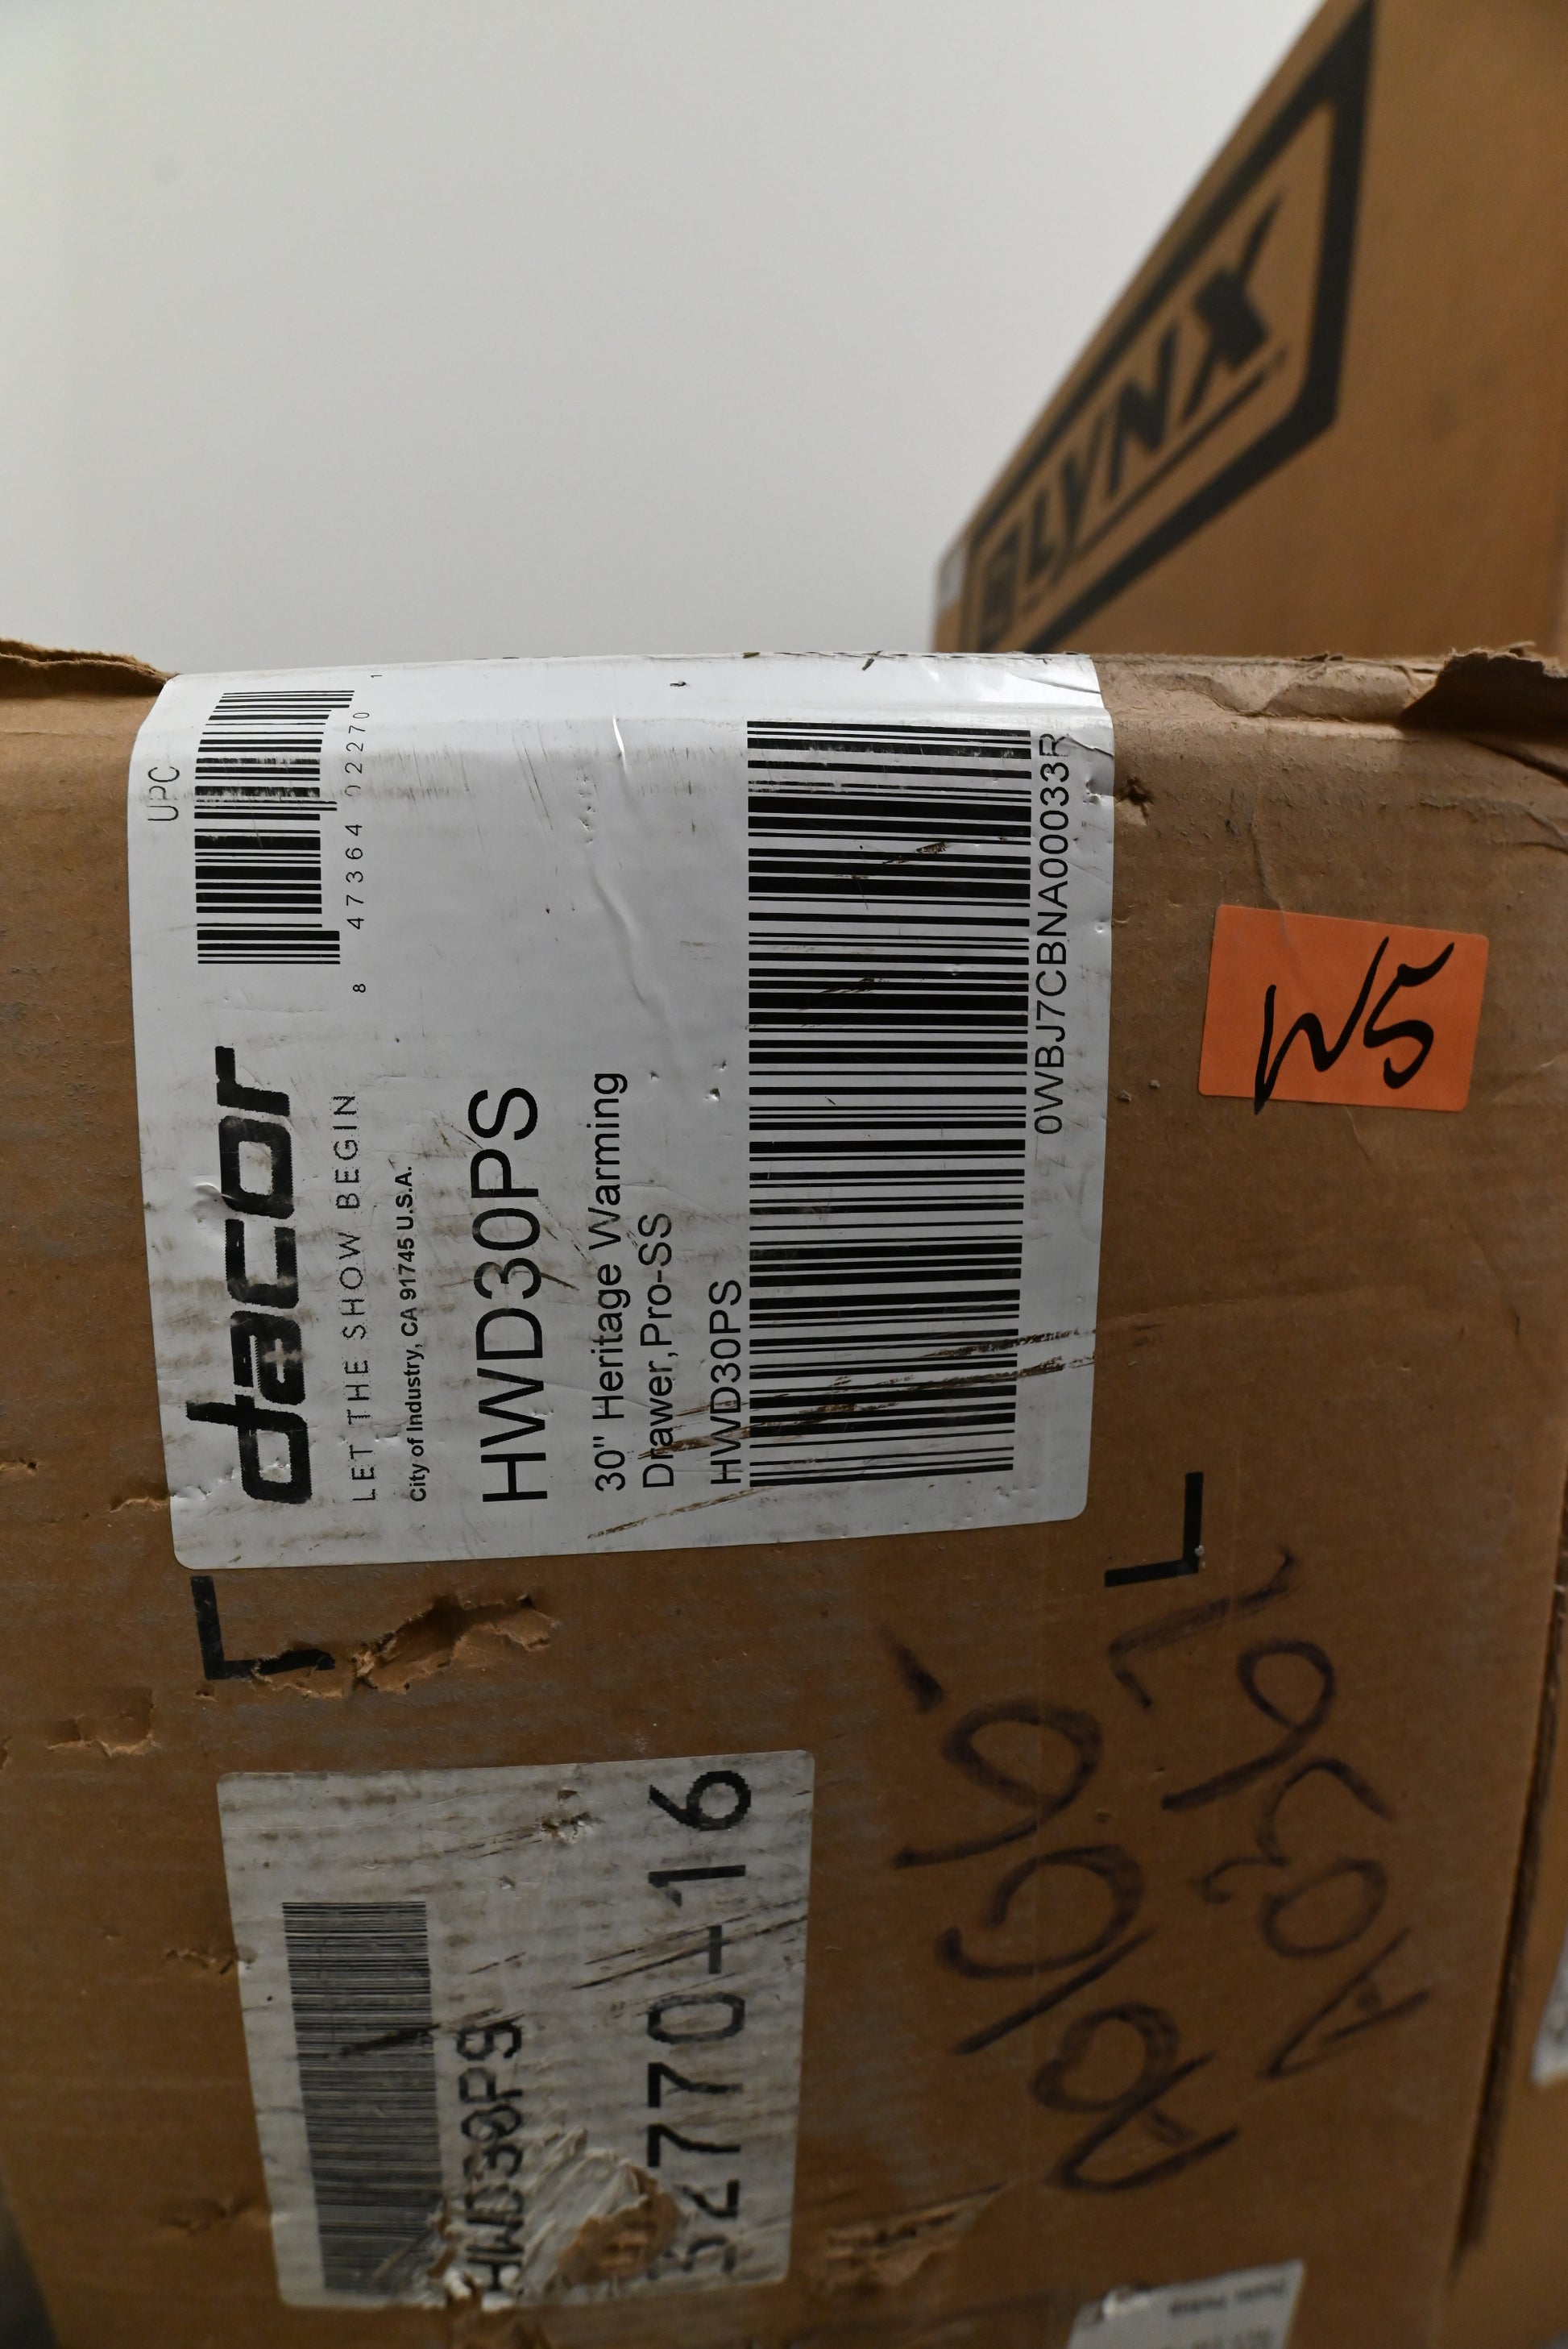 LYNX
UPC
8 47364 02270 1
dacor
LET THE SHOW BEGIN
City of Industry, CA 91745 U.S.A.
HWD30PS
30" Heritage Warming
Drawer,Pro-SS
HWD30PS
0WBJ7CBNA00033R
W5
HWD30PS
52770-16